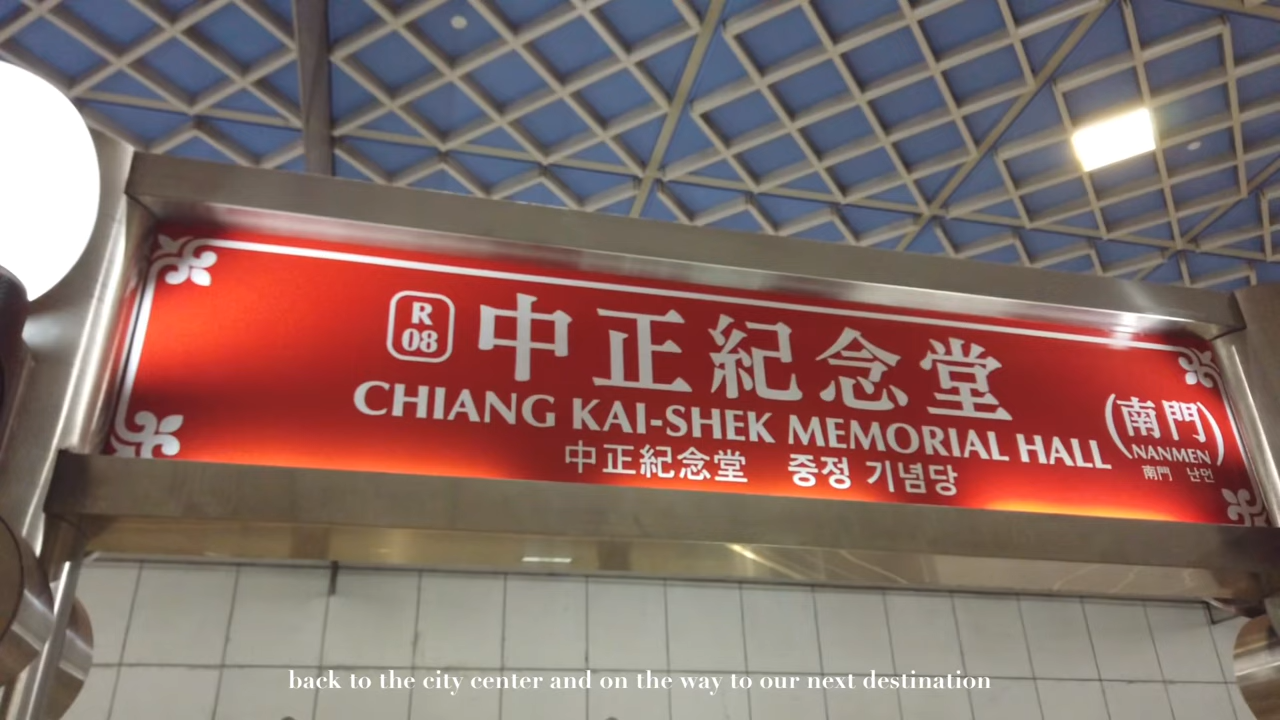 R
08
中正紀念堂
CHIANG KAI-SHEK MEMORIAL HALL
中正紀念堂 중정 기념당
(南門)
NANMEN
南門 난먼
back to the city center and on the way to our next destination